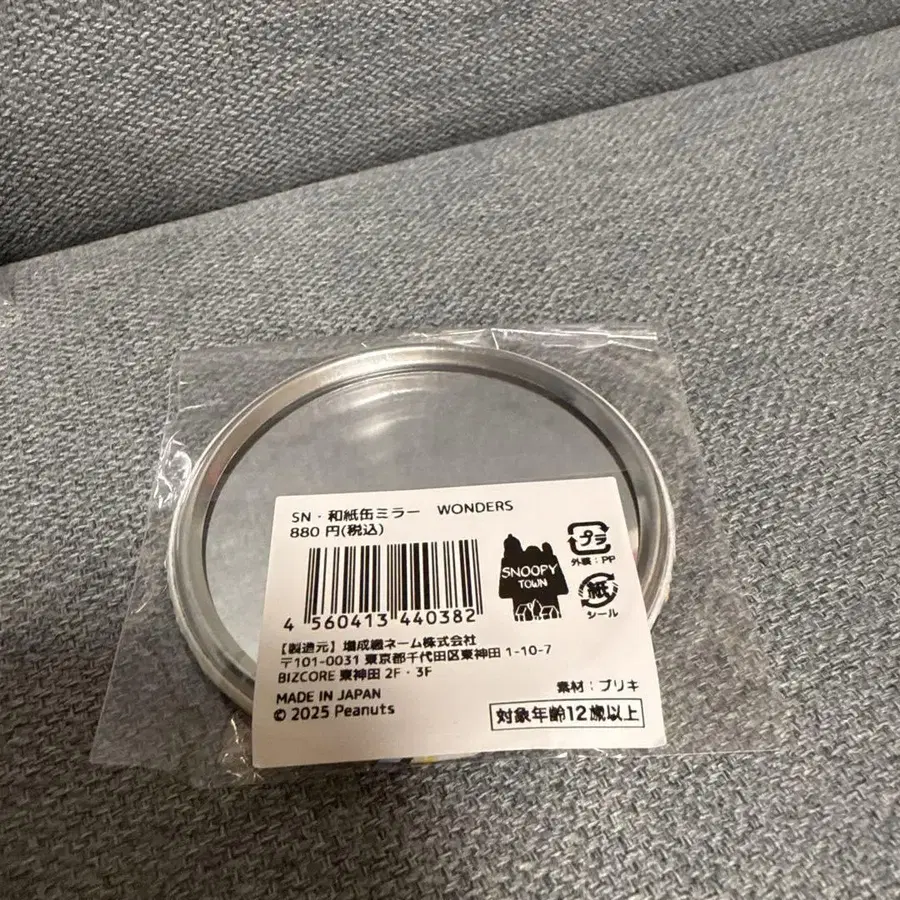 SN・和紙缶ミラー WONDERS
880 円(税込)
4 560413 440382
SNOOPY
TOWN
プラ
外装:PP
紙
シール
【製造元】増成織ネーム株式会社
〒101-0031 東京都千代田区東神田 1-10-7
BIZCORE 東神田 2F・3F
MADE IN JAPAN
© 2025 Peanuts
素材:ブリキ
対象年齢12歳以上